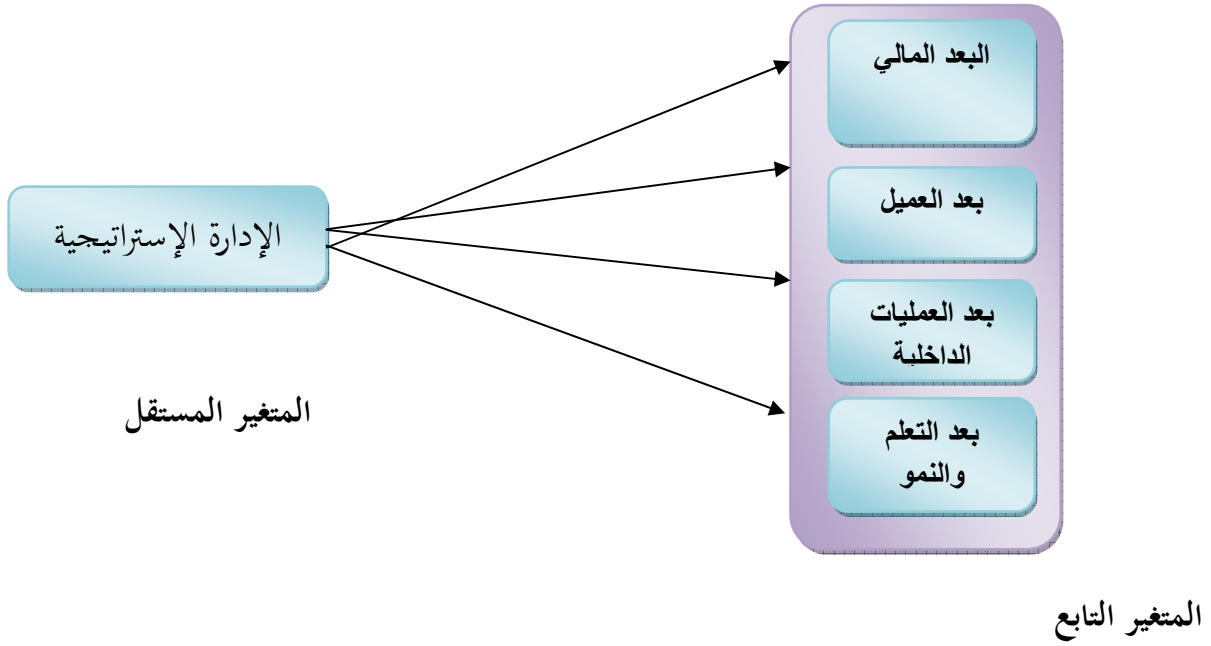 البعد المالي
بعد العميل
الإدارة الإستراتيجية
بعد العمليات
الداخلية
المتغير المستقل
بعد التعلم
والنمو
المتغير التابع